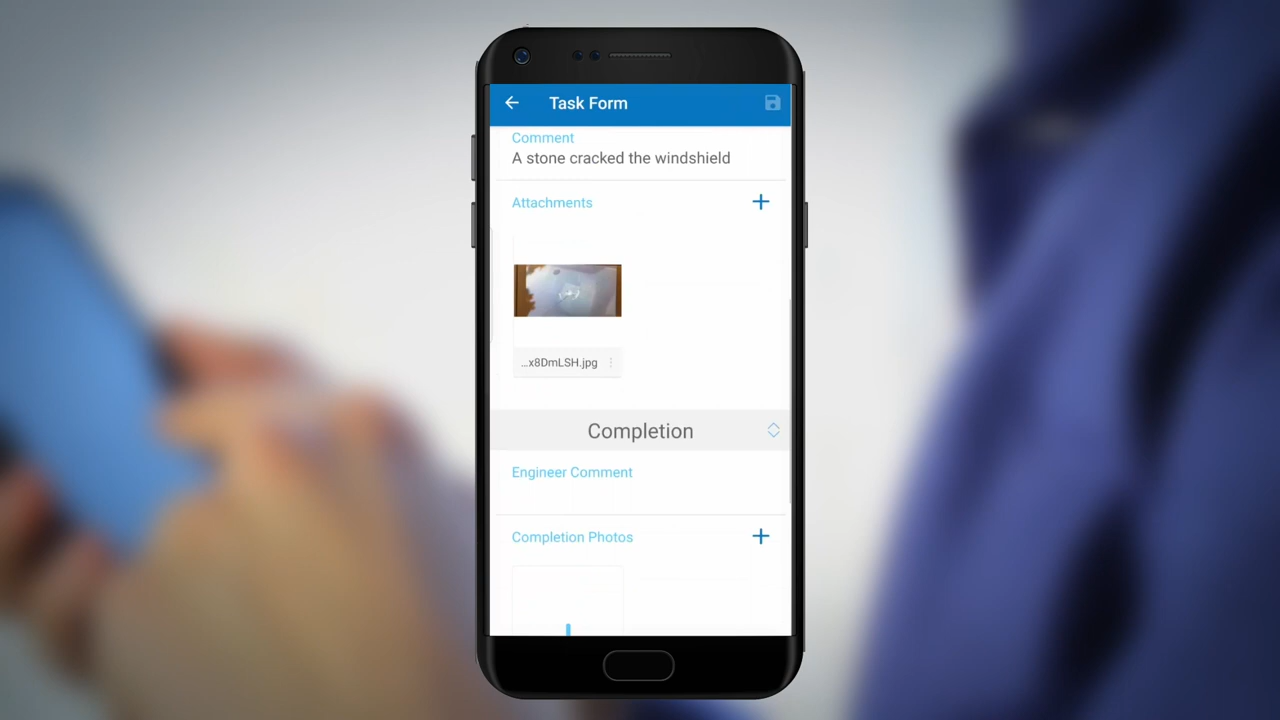 Task Form
Comment
A stone cracked the windshield
Attachments
...x8DmLSH.jpg
Completion
Engineer Comment
Completion Photos